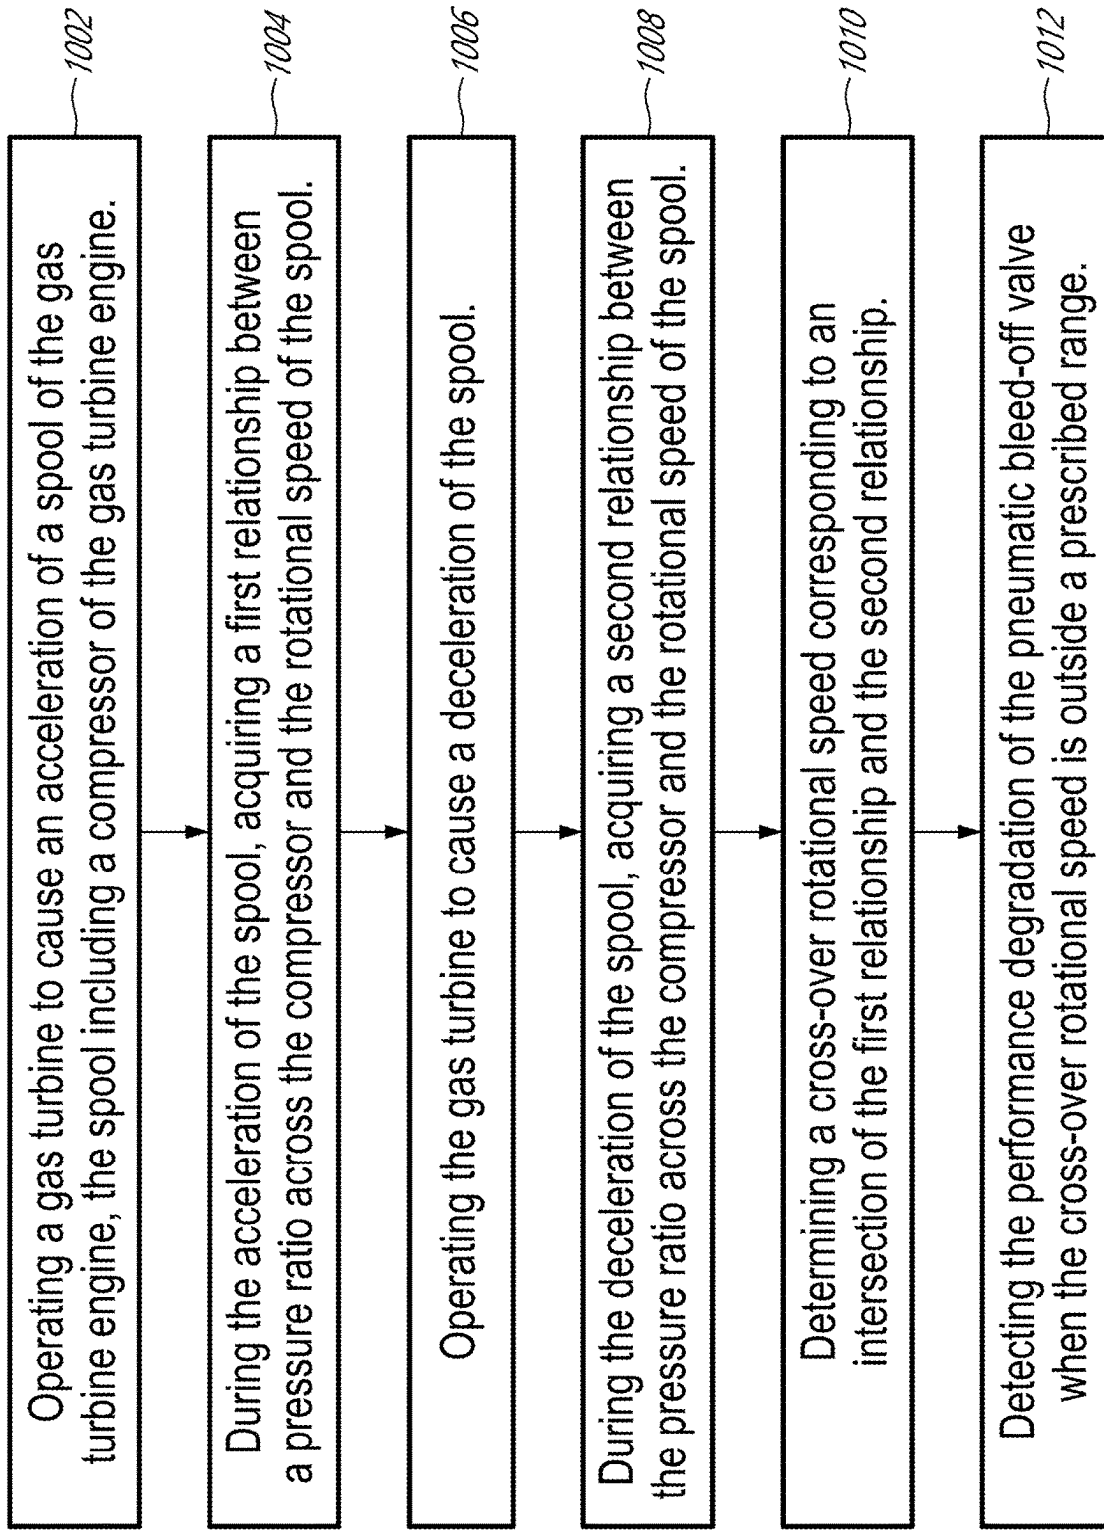 Operating a gas turbine to cause an acceleration of a spool of the gas
turbine engine, the spool including a compressor of the gas turbine engine.
1002
During the acceleration of the spool, acquiring a first relationship between
a pressure ratio across the compressor and the rotational speed of the spool.
1004
Operating the gas turbine to cause a deceleration of the spool.
1006
During the deceleration of the spool, acquiring a second relationship between
the pressure ratio across the compressor and the rotational speed of the spool.
1008
Determining a cross-over rotational speed corresponding to an
intersection of the first relationship and the second relationship.
1010
Detecting the performance degradation of the pneumatic bleed-off valve
when the cross-over rotational speed is outside a prescribed range.
1012